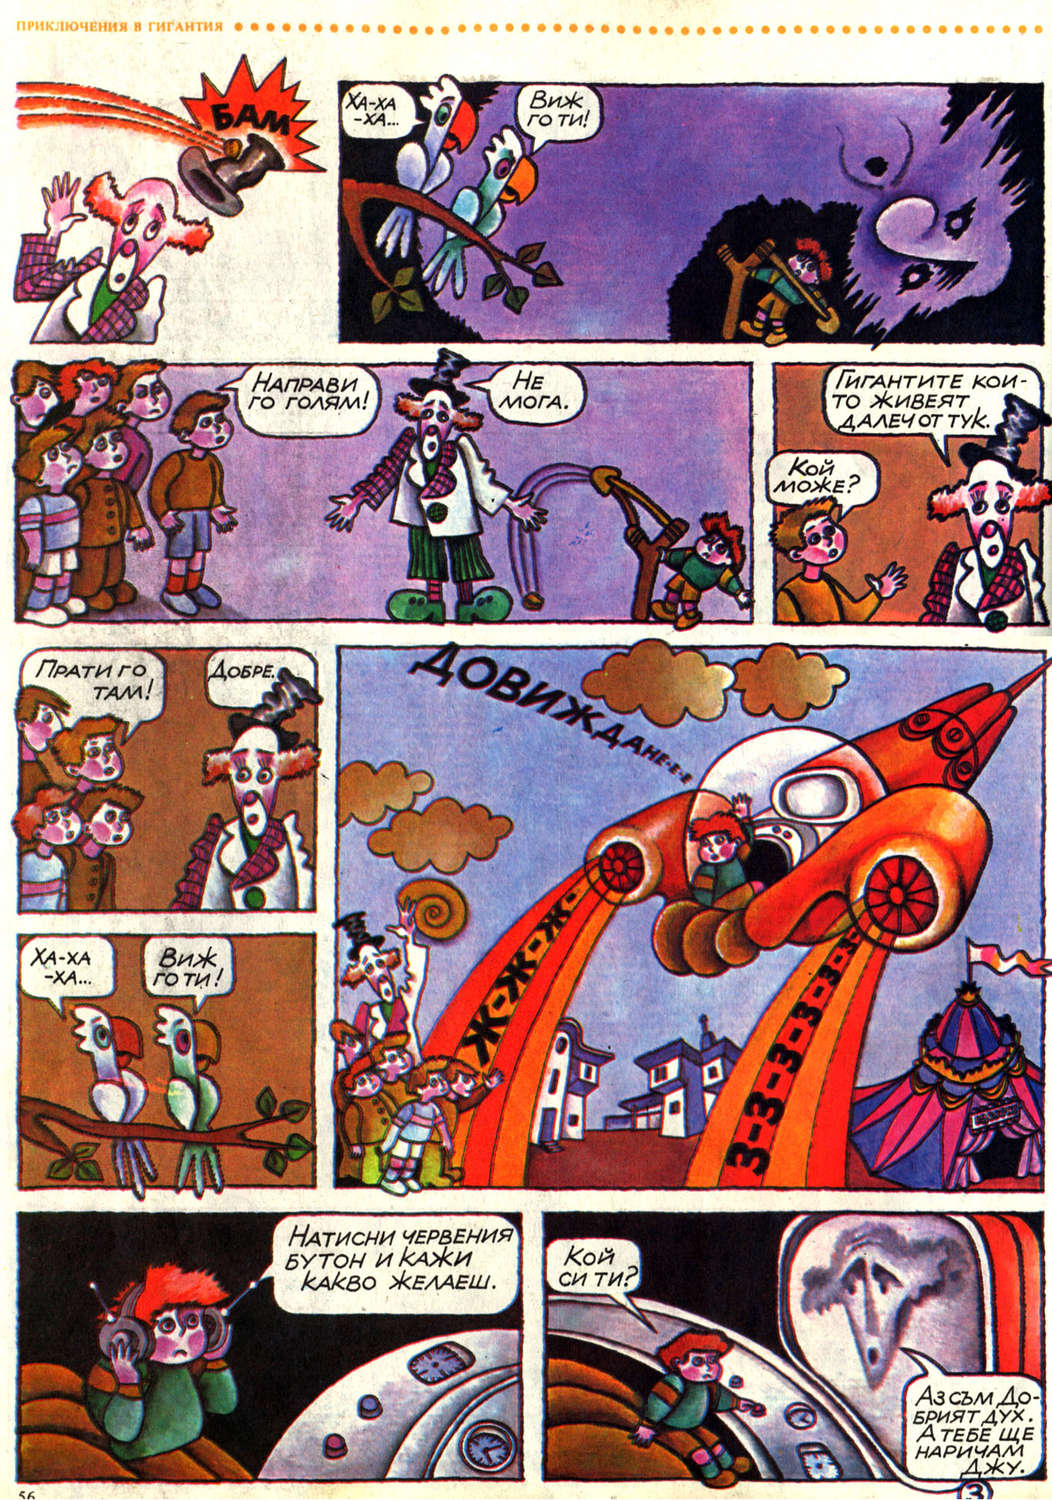 ПРИКЛЮЧЕНИЯ В ГИГАНТИЯ
БАМ
ХА-ХА
-ХА...
ВИЖ
ГО ТИ!
НАПРАВИ
ГО ГОЛЯМ!
НЕ
МОГА.
КОЙ
МОЖЕ?
ГИГАНТИТЕ КОИ-
ТО ЖИВЕЯТ
ДАЛЕЧ ОТ ТУК.
ПРАТИ ГО
ТАМ!
ДОБРЕ.
ДОВИЖДАНЕ-Е-Е
Ж-Ж-Ж-Ж-
З-З-З-З-З-З-З
ХА-ХА
-ХА...
ВИЖ
ГО ТИ!
НАТИСНИ ЧЕРВЕНИЯ
БУТОН И КАЖИ
КАКВО ЖЕЛАЕШ.
КОЙ
СИ ТИ?
АЗ СЪМ ДО-
БРИЯТ ДУХ.
А ТЕБЕ ЩЕ
НАРИЧАМ
ДЖУ.
3
56